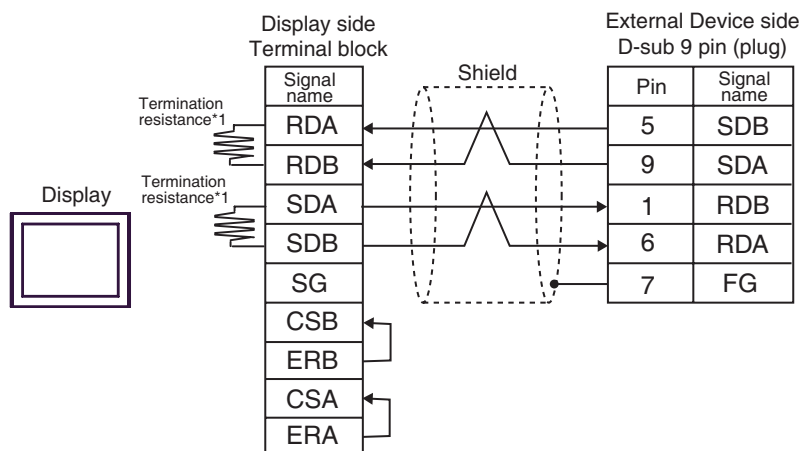 Display side
Terminal block
External Device side
D-sub 9 pin (plug)
Signal
name
Shield
Pin
Signal
name
Termination
resistance*1
RDA
5
SDB
RDB
9
SDA
Display
Termination
resistance*1
SDA
1
RDB
SDB
6
RDA
SG
7
FG
CSB
ERB
CSA
ERA